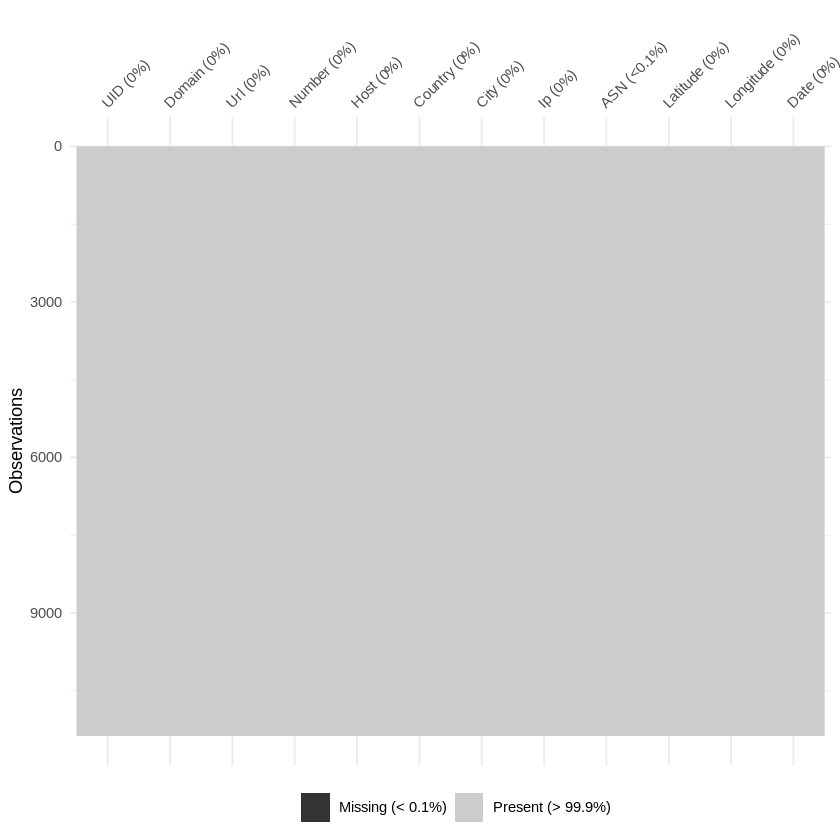 UID (0%)
Domain (0%)
Url (0%)
Number (0%)
Host (0%)
Country (0%)
City (0%)
Ip (0%)
ASN (<0.1%)
Latitude (0%)
Longitude (0%)
Date (0%)
0
3000
6000
9000
Observations
Missing (< 0.1%) Present (> 99.9%)